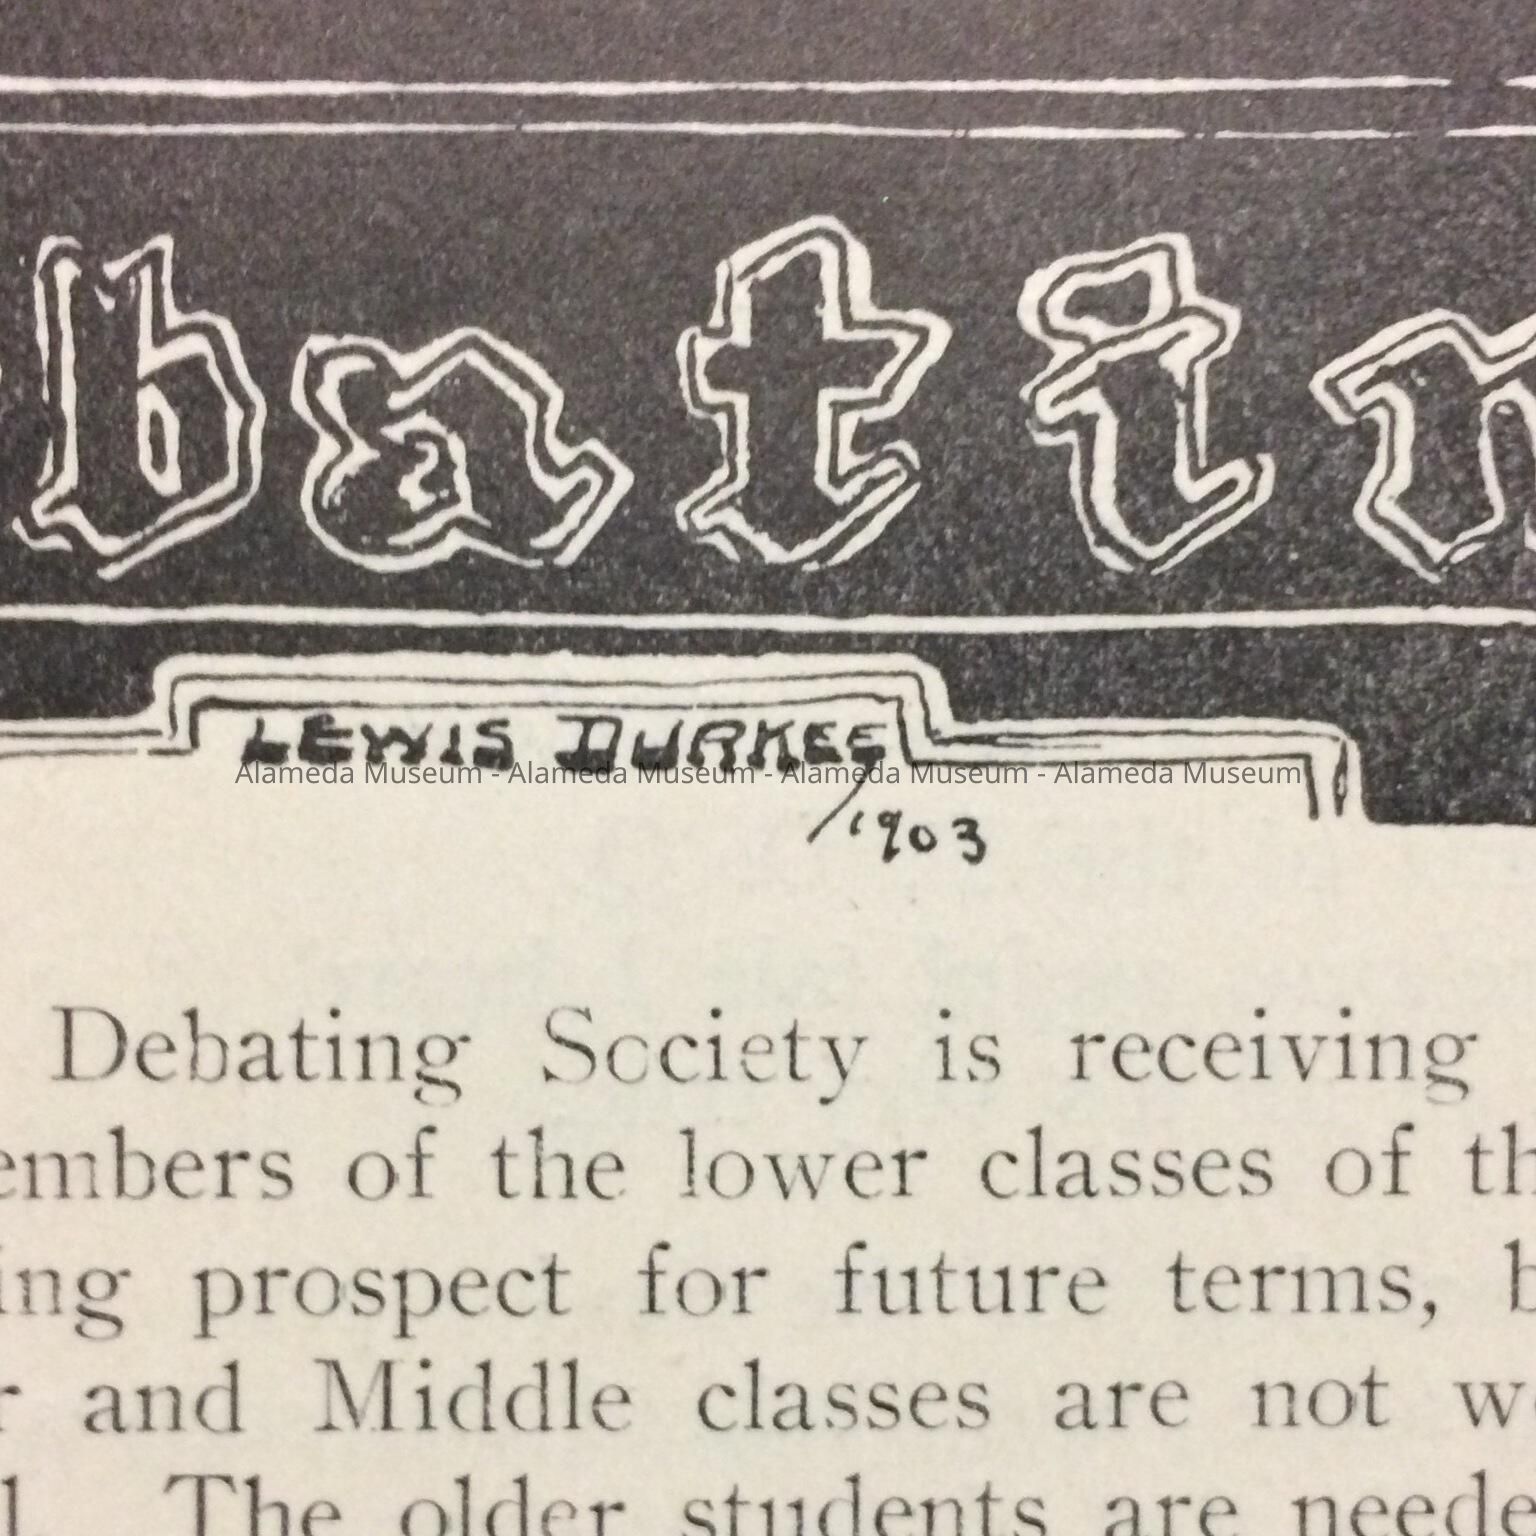 batin
LEWIS DURKEE
Alameda Museum - Alameda Museum - Alameda Museum - Alameda Museum
1903
Debating Society is receiving
embers of the lower classes of th
ing prospect for future terms, b
r and Middle classes are not w
l. The older students are neede